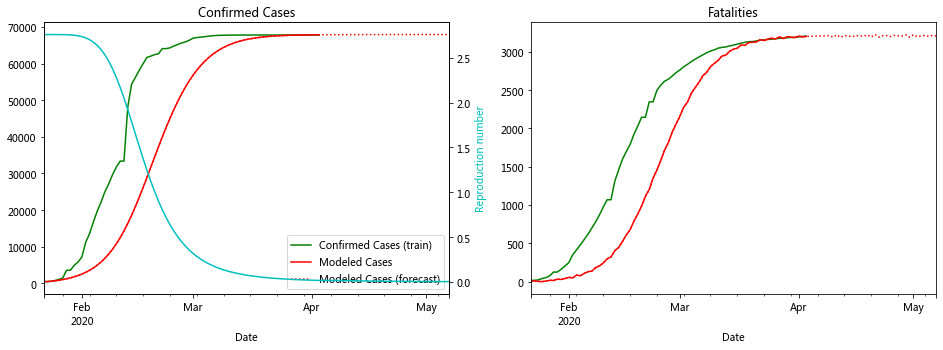 Confirmed Cases
70000
60000
50000
40000
30000
20000
10000
0
2.5
2.0
1.5
1.0
0.5
0.0
Reproduction number
Confirmed Cases (train)
Modeled Cases
Modeled Cases (forecast)
Feb
2020
Mar
Apr
May
Date
Fatalities
3000
2500
2000
1500
1000
500
0
Feb
2020
Mar
Apr
May
Date